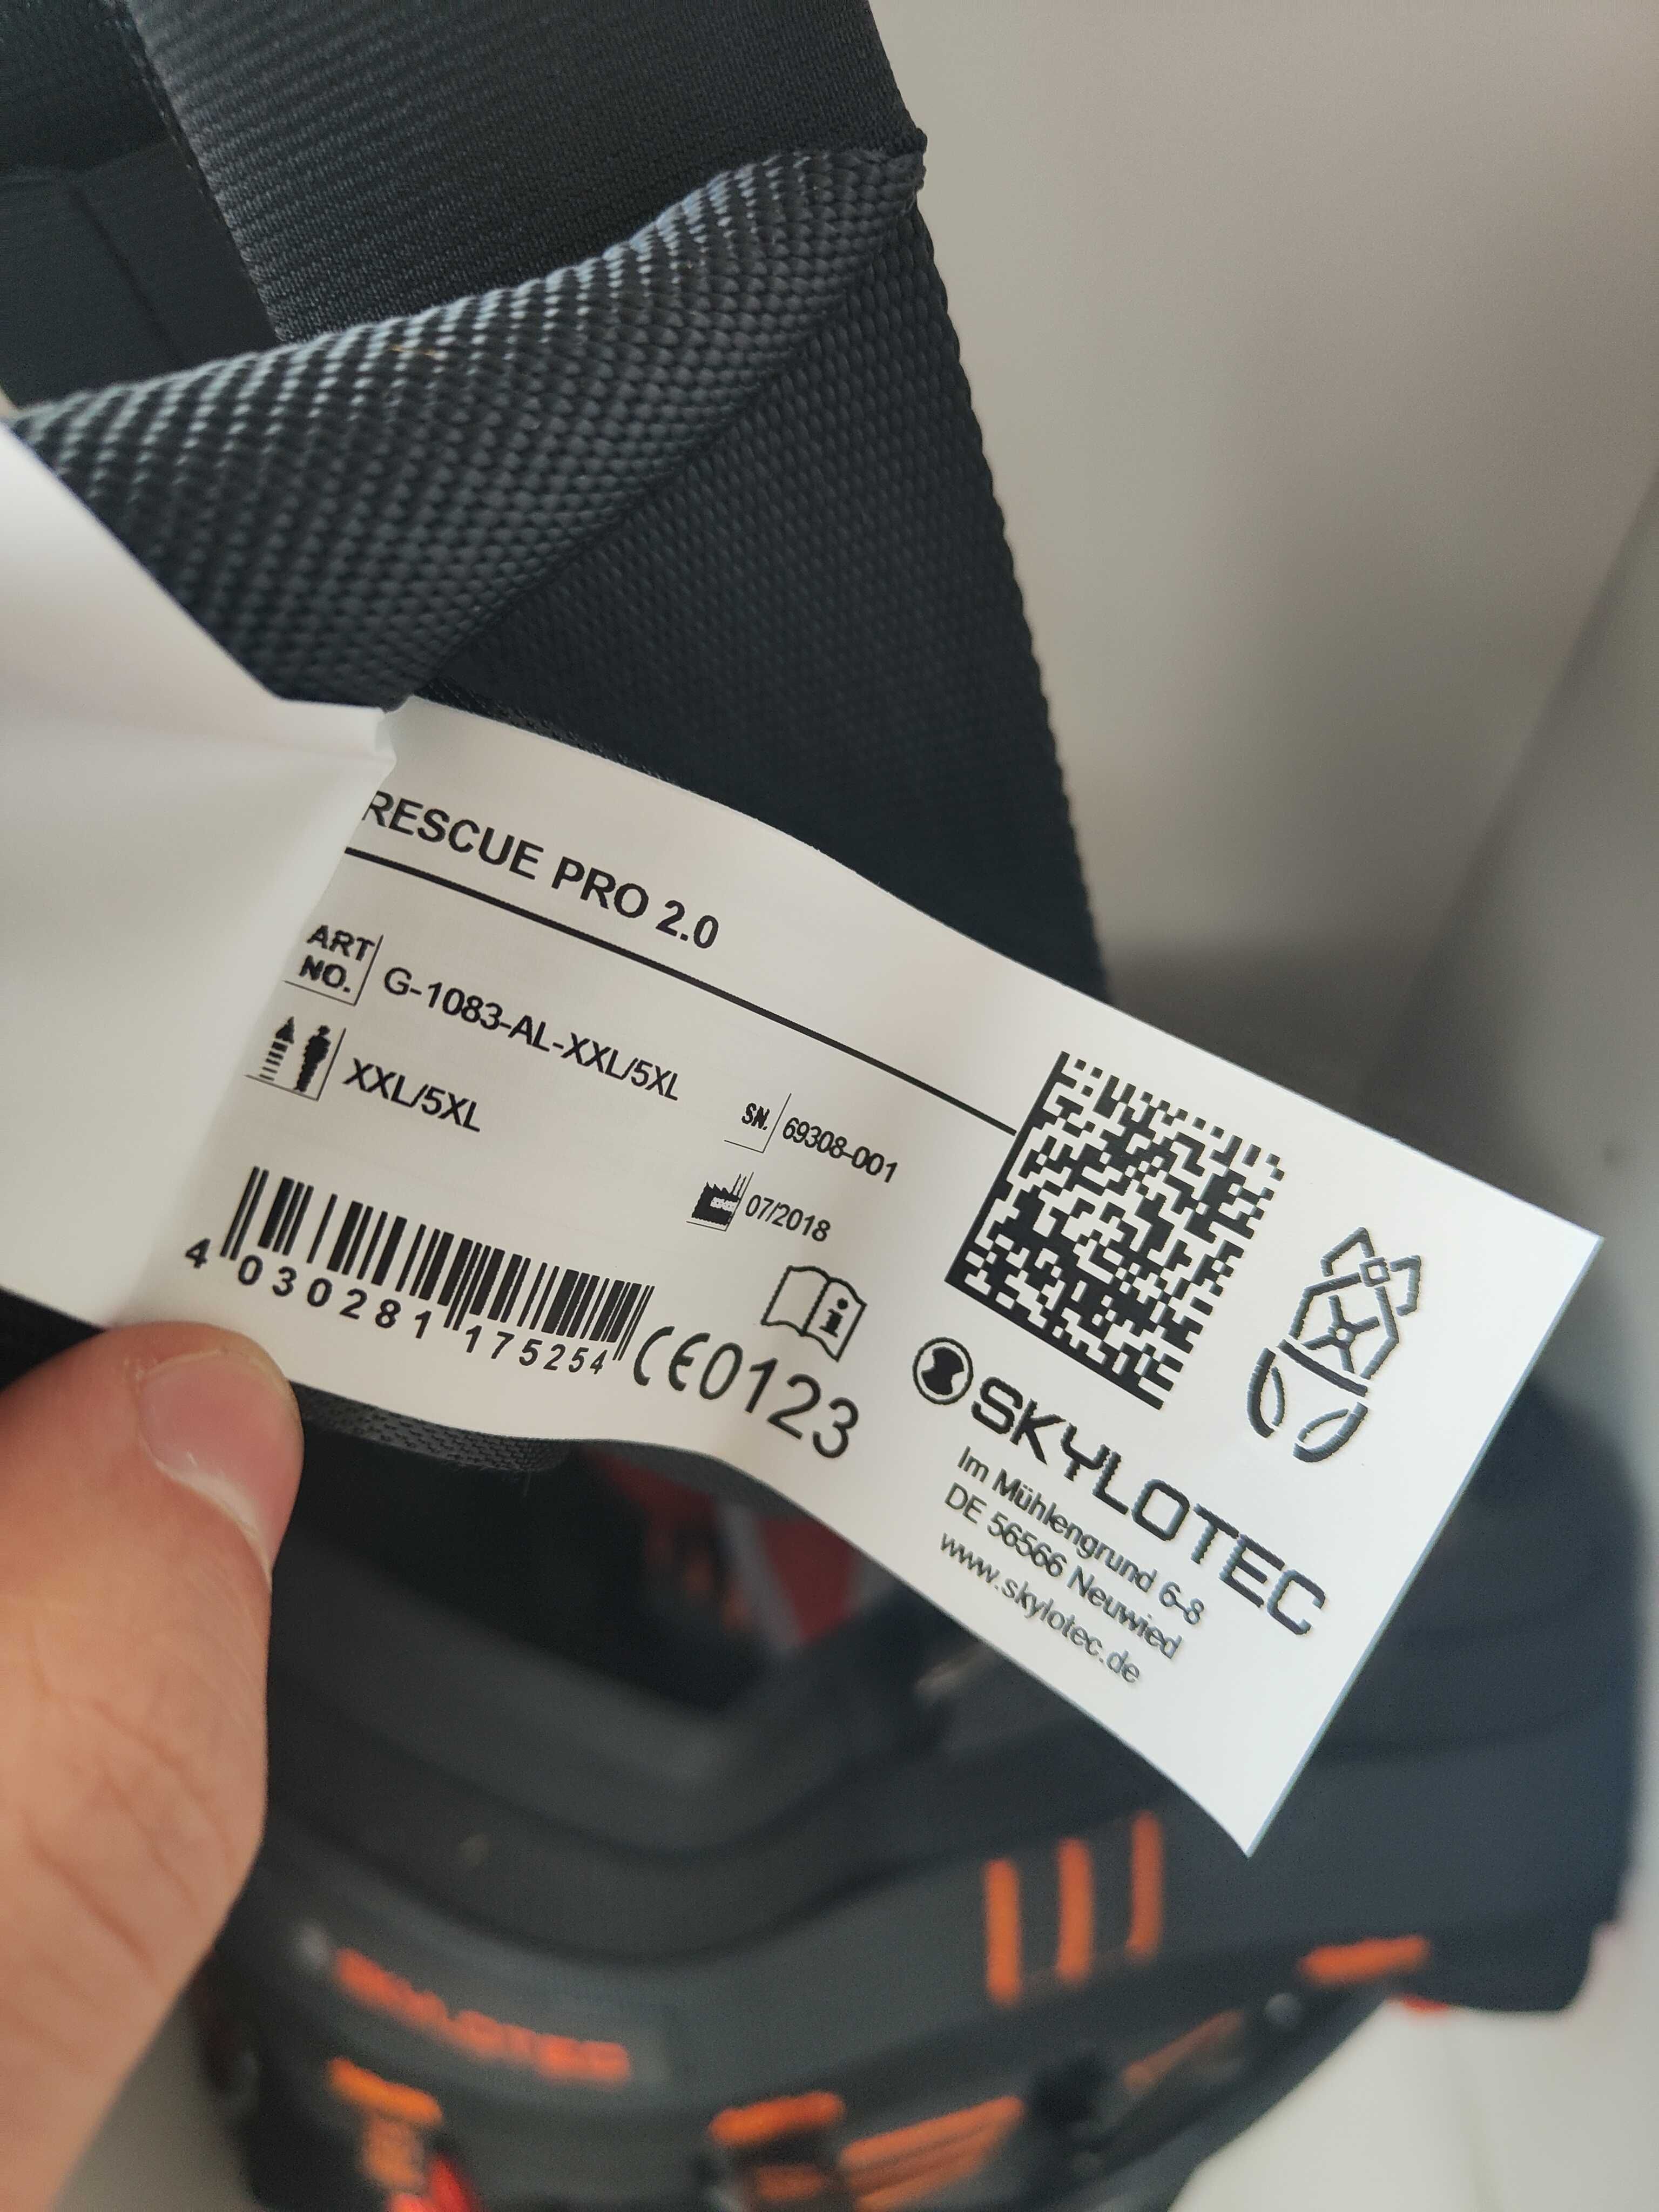 RESCUE PRO 2.0
ART
NO.
G-1083-AL-XXL/5XL
XXL/5XL
SN.
69308-001
07/2018
4 030281 175254
CE0123
i
SKYLOTEC
Im Mühlengrund 6-8
DE 56566 Neuwied
www.skylotec.de
SKYLOTEC